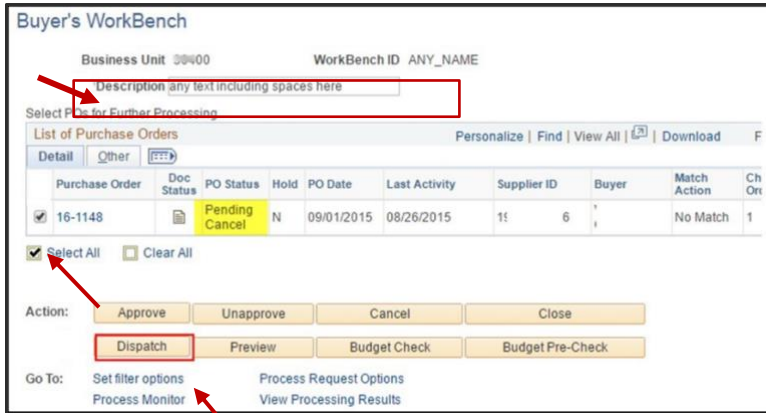 Buyer's WorkBench
Business Unit WorkBench ID ANY_NAME
*Description any text including spaces here
Select POs for Further Processing
List of Purchase Orders Personalize | Find | View All | | Download F
Detail Other
Purchase Order Doc Status PO Status Hold PO Date Last Activity Supplier ID Buyer Match Action Ch Ord
16-1148 Pending Cancel N 09/01/2015 08/26/2015 6 No Match 1
Select All Clear All
Action: Approve Unapprove Cancel Close
Dispatch Preview Budget Check Budget Pre-Check
Go To: Set filter options Process Request Options
Process Monitor View Processing Results